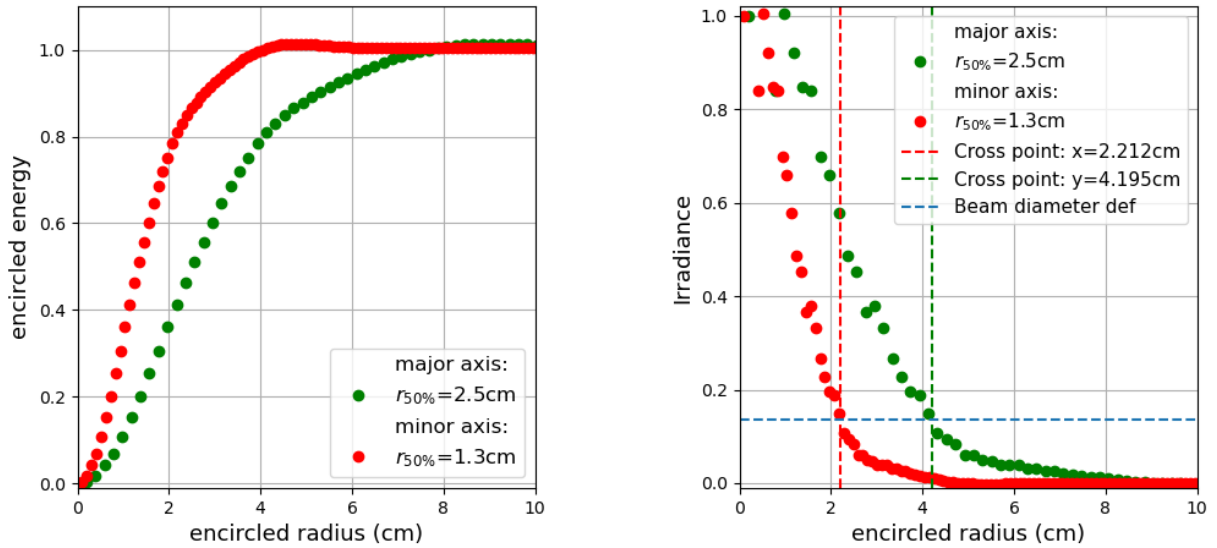 encircled energy
1.0
0.8
0.6
0.4
0.2
0.0
major axis:
r50%=2.5cm
minor axis:
r50%=1.3cm
0
2
4
6
8
10
encircled radius (cm)
Irradiance
1.0
0.8
0.6
0.4
0.2
0.0
major axis:
r50%=2.5cm
minor axis:
r50%=1.3cm
Cross point: x=2.212cm
Cross point: y=4.195cm
Beam diameter def
0
2
4
6
8
10
encircled radius (cm)